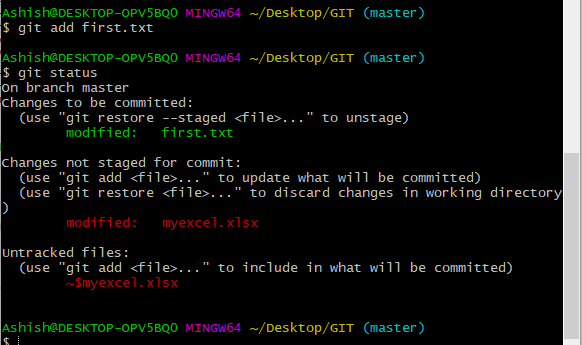 Ashish@DESKTOP-OPV5BQO MINGW64 ~/Desktop/GIT (master)
$ git add first.txt

Ashish@DESKTOP-OPV5BQO MINGW64 ~/Desktop/GIT (master)
$ git status
On branch master
Changes to be committed:
  (use "git restore --staged <file>..." to unstage)
        modified:   first.txt

Changes not staged for commit:
  (use "git add <file>..." to update what will be committed)
  (use "git restore <file>..." to discard changes in working directory
)
        modified:   myexcel.xlsx

Untracked files:
  (use "git add <file>..." to include in what will be committed)
        ~$myexcel.xlsx


Ashish@DESKTOP-OPV5BQO MINGW64 ~/Desktop/GIT (master)
$